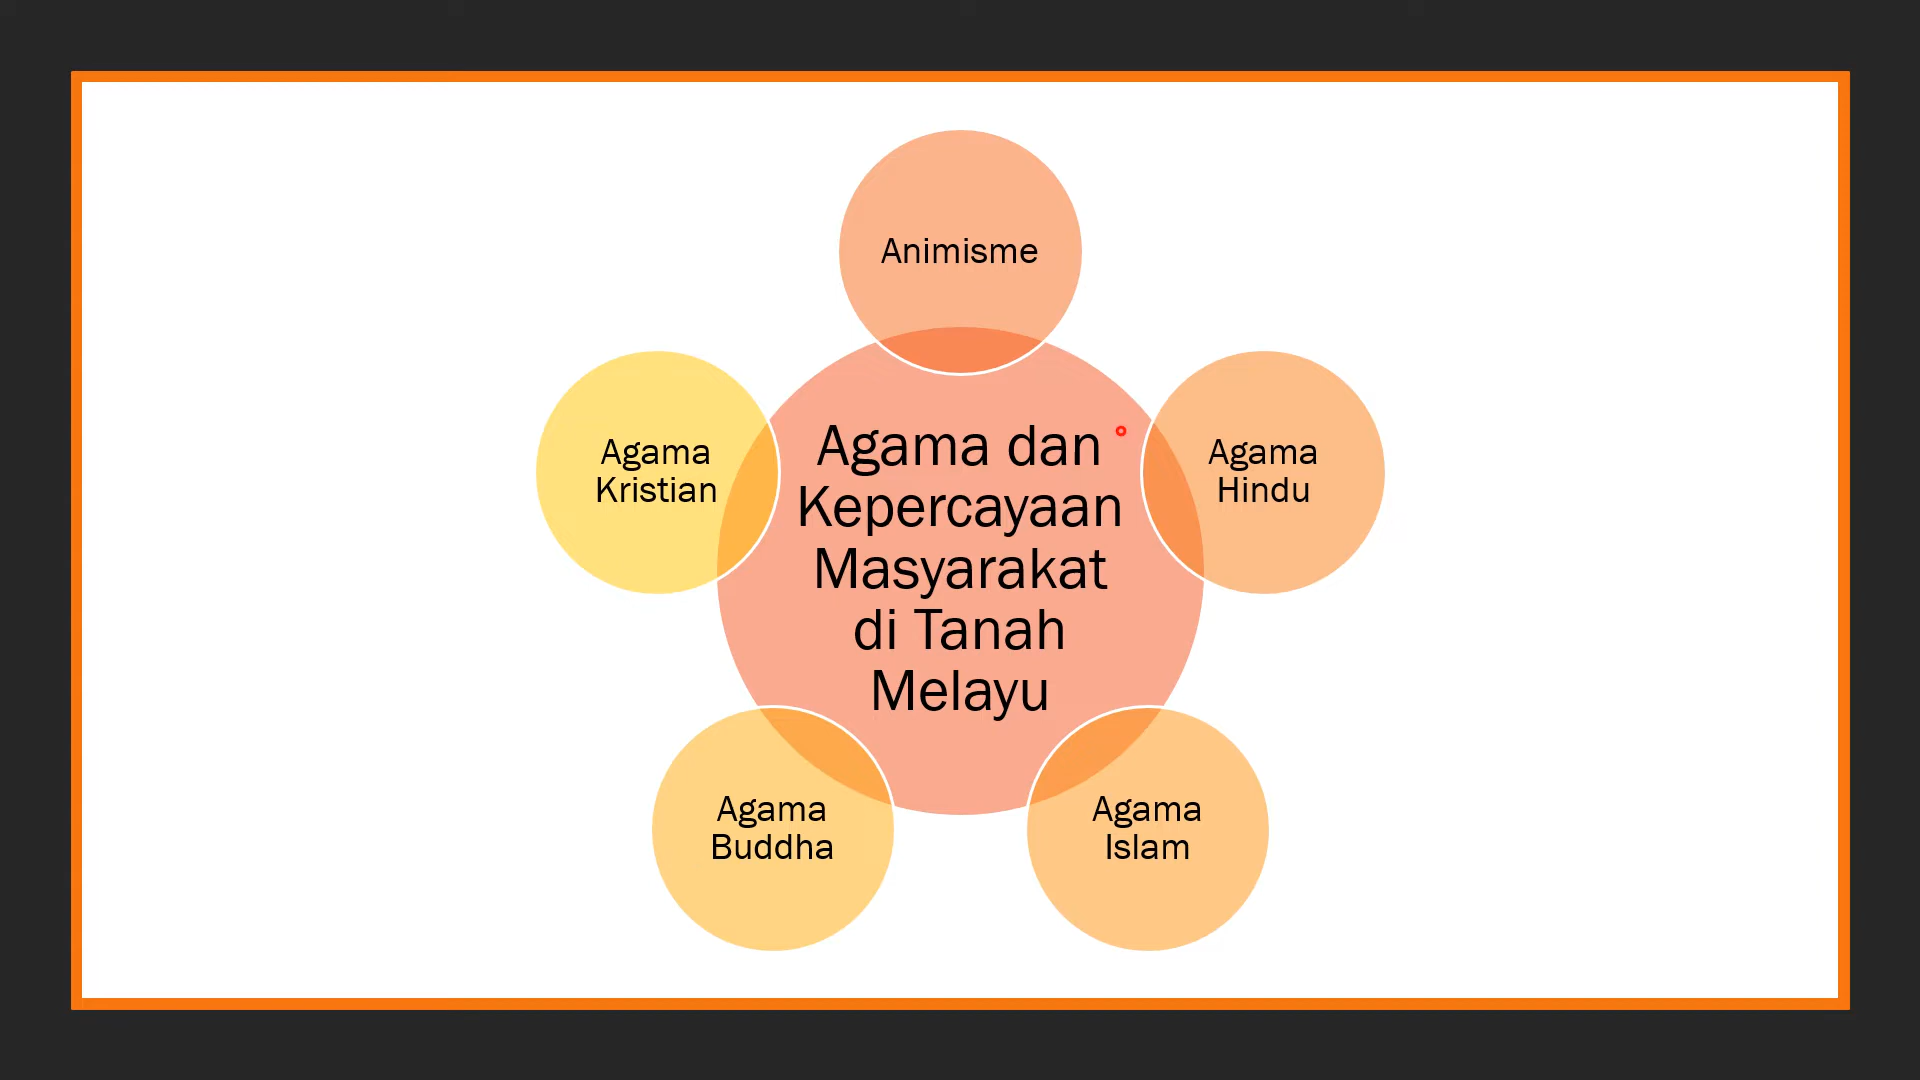 Animisme
Agama
Kristian
Agama dan
Kepercayaan
Masyarakat
di Tanah
Melayu
Agama
Hindu
Agama
Buddha
Agama
Islam